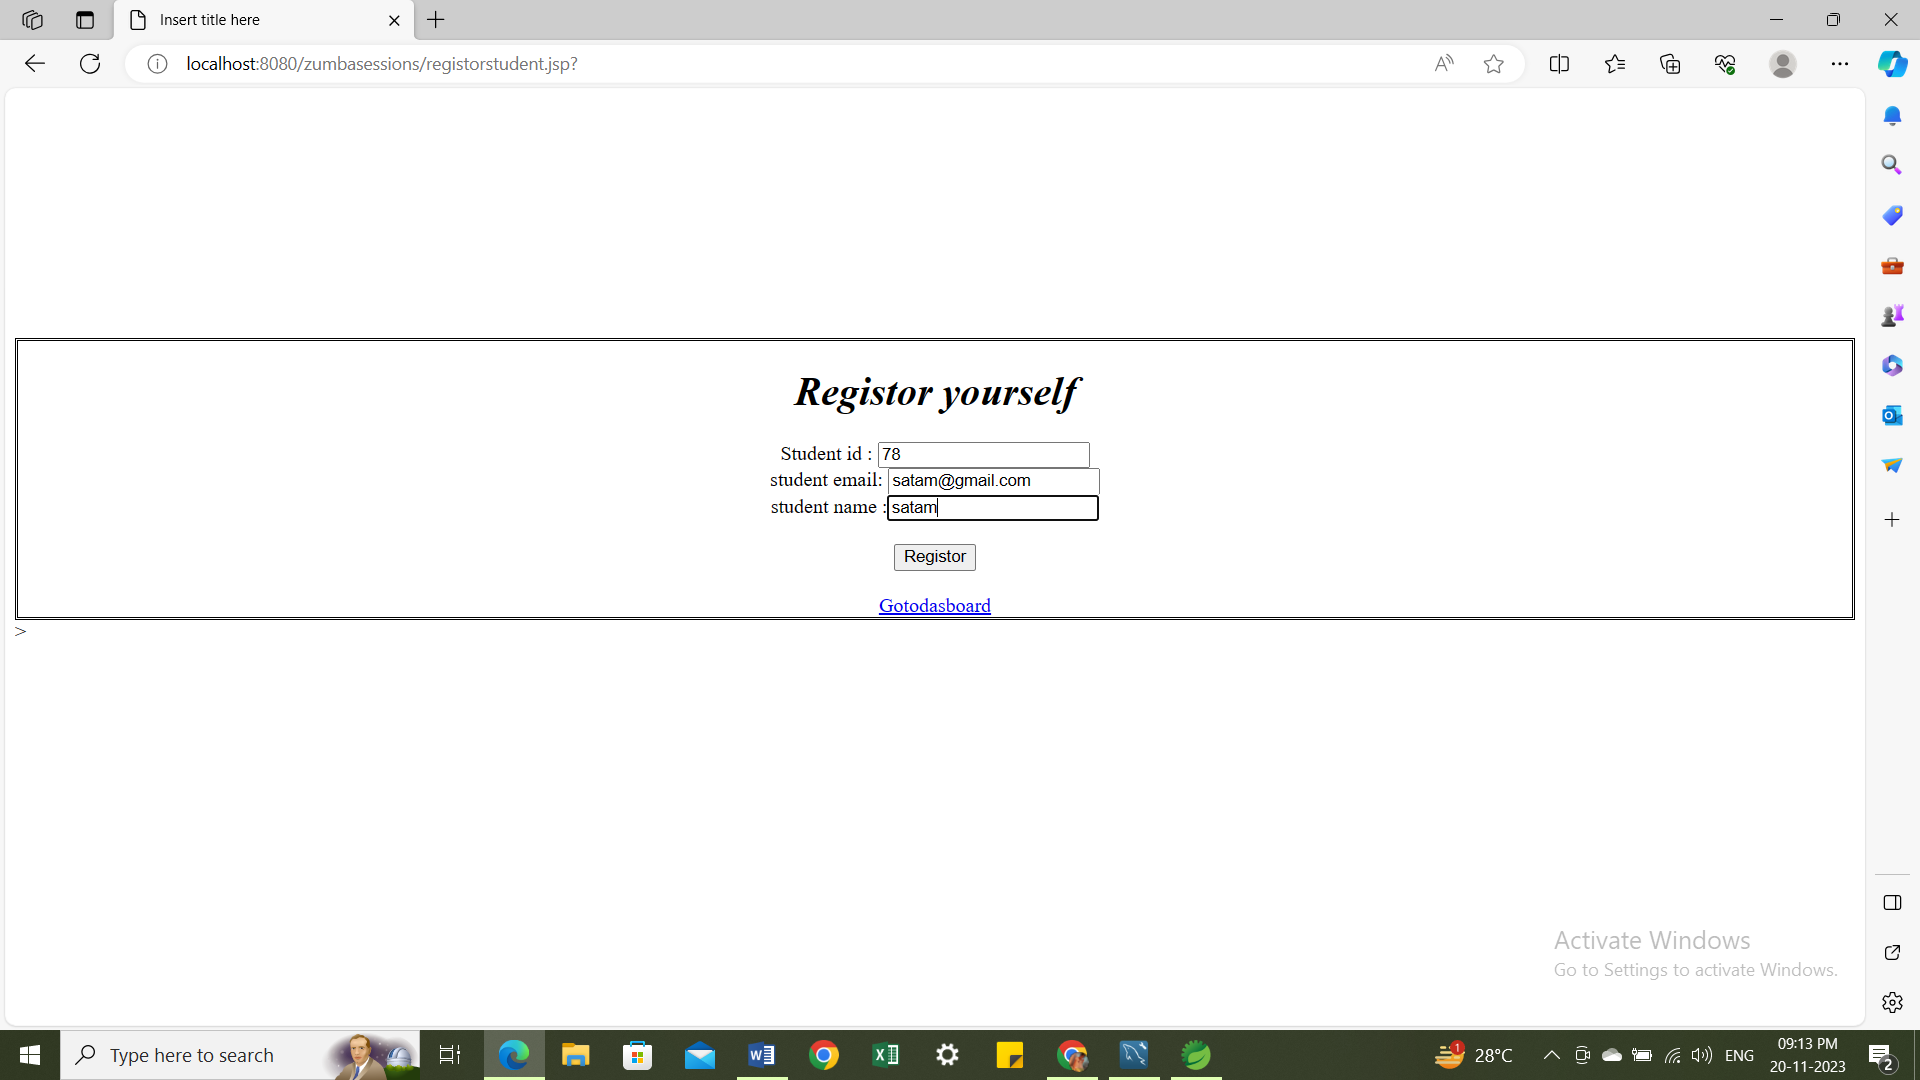 Insert title here
localhost:8080/zumbasessions/registorstudent.jsp?
Registor yourself
Student id : 78
student email: satam@gmail.com
student name : satam
Registor
Gotodasboard
>
Activate Windows
Go to Settings to activate Windows.
Type here to search
1
28°C
ENG
09:13 PM
20-11-2023
2